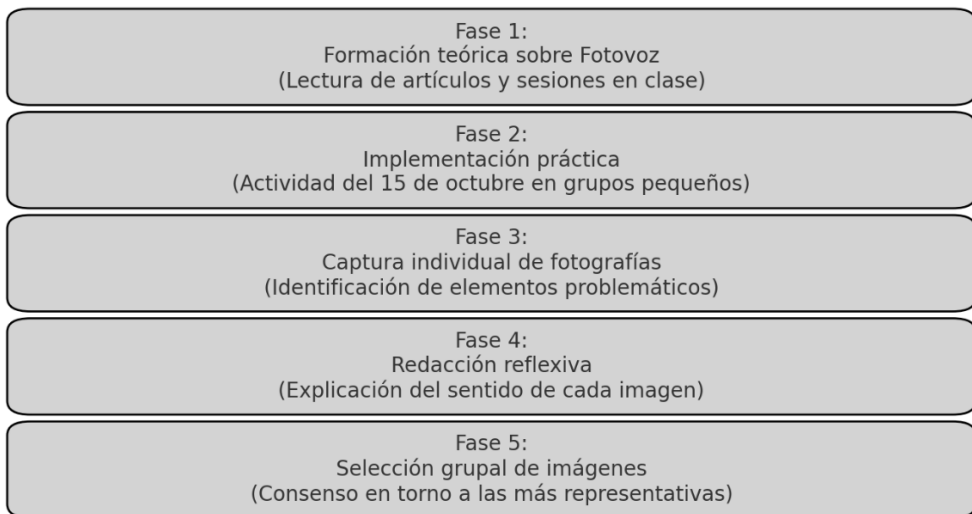 Fase 1:
Formación teórica sobre Fotovoz
(Lectura de artículos y sesiones en clase)
Fase 2:
Implementación práctica
(Actividad del 15 de octubre en grupos pequeños)
Fase 3:
Captura individual de fotografías
(Identificación de elementos problemáticos)
Fase 4:
Redacción reflexiva
(Explicación del sentido de cada imagen)
Fase 5:
Selección grupal de imágenes
(Consenso en torno a las más representativas)